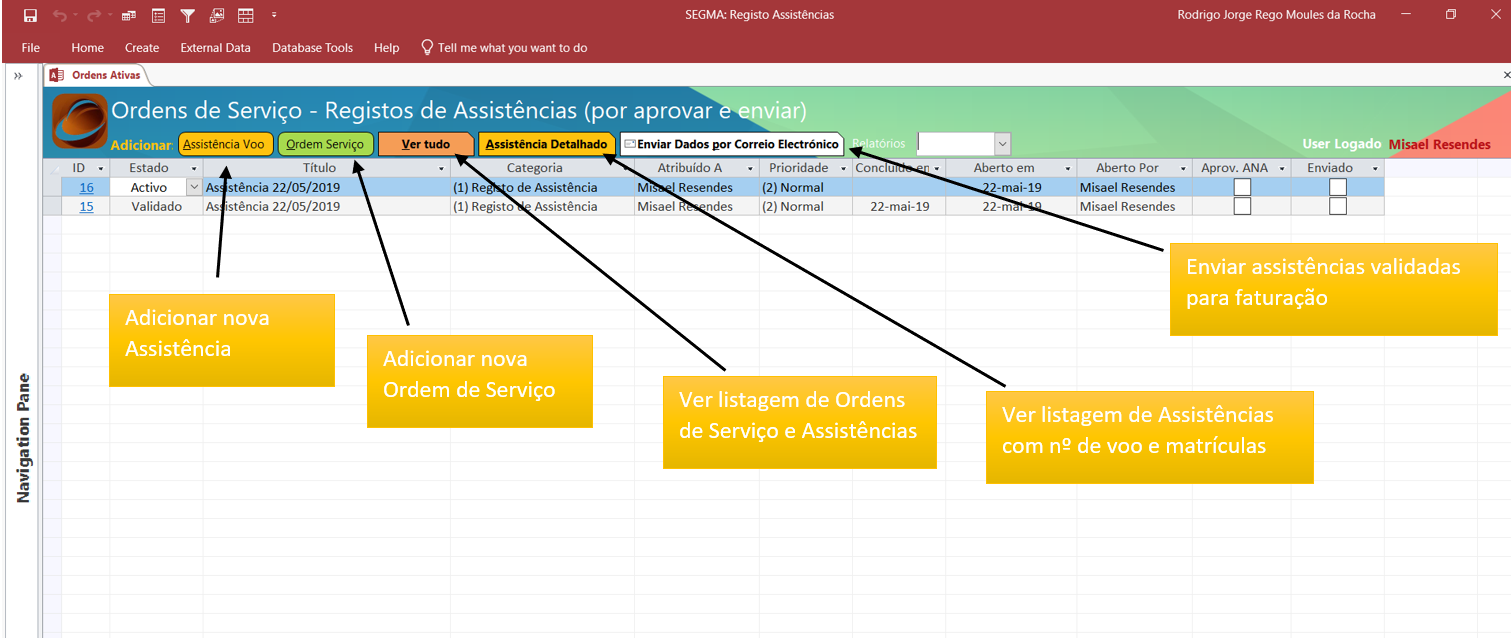 SEGMA: Registo Assistências
Rodrigo Jorge Rego Moules da Rocha
File Home Create External Data Database Tools Help Tell me what you want to do
Ordens Ativas
Ordens de Serviço - Registos de Assistências (por aprovar e enviar)
Adicionar: Assistência Voo Ordem Serviço Ver tudo Assistência Detalhado Enviar Dados por Correio Electrónico Relatórios User Logado Misael Resendes
ID Estado Título Categoria Atribuído A Prioridade Concluído em Aberto em Aberto Por Aprov. ANA Enviado
16 Activo Assistência 22/05/2019 (1) Registo de Assistência Misael Resendes (2) Normal 22-mai-19 Misael Resendes
15 Validado Assistência 22/05/2019 (1) Registo de Assistência Misael Resendes (2) Normal 22-mai-19 22-mai-19 Misael Resendes
Enviar assistências validadas
para faturação
Adicionar nova
Assistência
Adicionar nova
Ordem de Serviço
Ver listagem de Ordens
de Serviço e Assistências
Ver listagem de Assistências
com nº de voo e matrículas
Navigation Pane